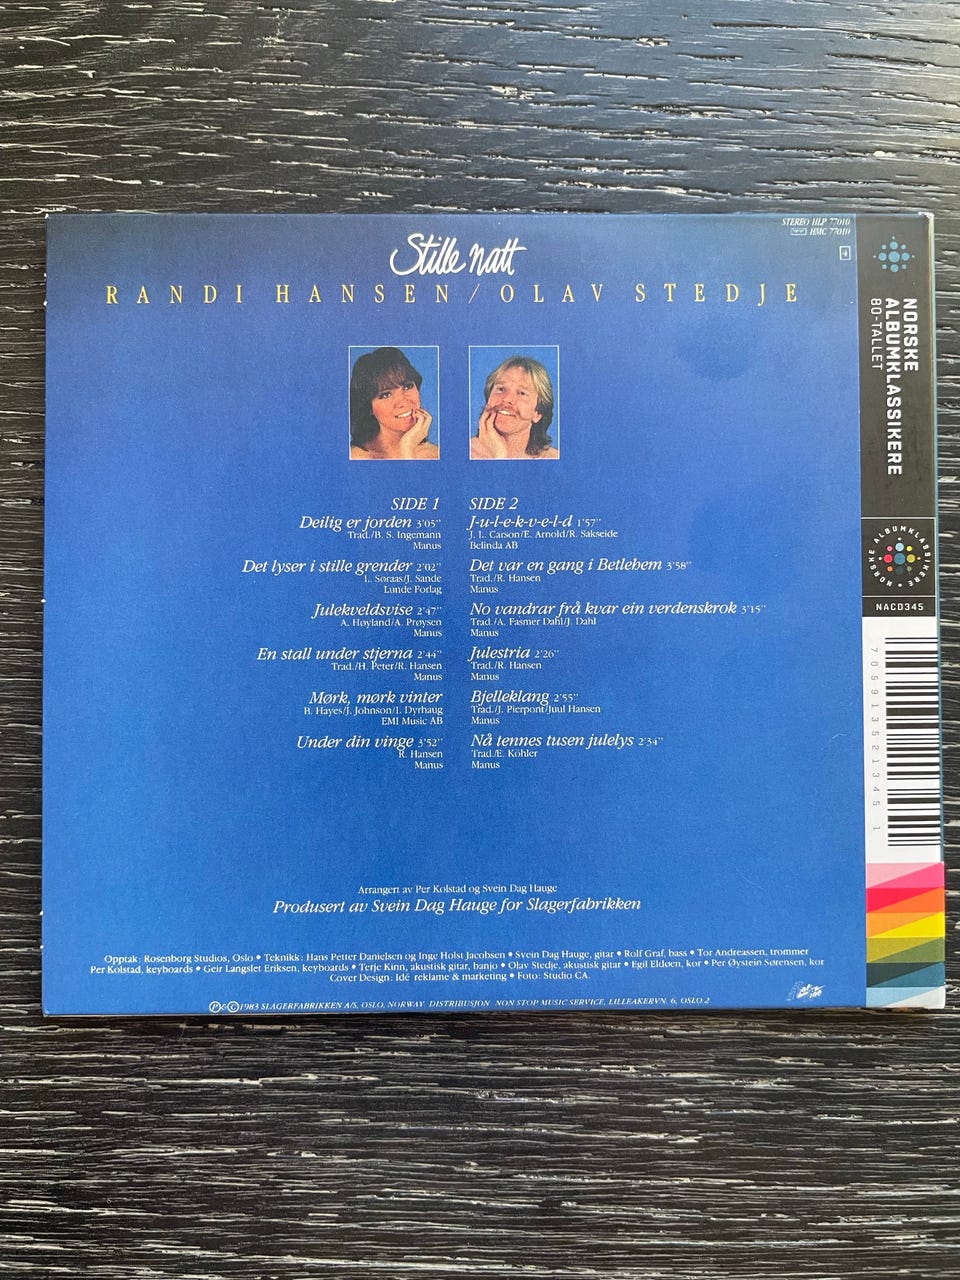 STEREO HLP 77010
HMC 77010
Stille natt
RANDI HANSEN/OLAV STEDJE
SIDE 1
Deilig er jorden 3'05"
Trad./B. S. Ingemann
Manus
Det lyser i stille grender 2'02"
L. Søraas/J. Sande
Lunde Forlag
Julekveldsvise 2'47"
A. Høyland/A. Prøysen
Manus
En stall under stjerna 2'44"
Trad./H. Peter/R. Hansen
Manus
Mørk, mørk vinter
B. Hayes/J. Johnson/I. Dyrhaug
EMI Music AB
Under din vinge 3'52"
R. Hansen
Manus
SIDE 2
J-u-l-e-k-v-e-l-d 1'57"
J. L. Carson/E. Arnold/R. Sakseide
Belinda AB
Det var en gang i Betlehem 3'58"
Trad./R. Hansen
Manus
No vandrar frå kvar ein verdenskrok 3'15"
Trad./A. Fasmer Dahl/J. Dahl
Manus
Julestria 2'26"
Trad./R. Hansen
Manus
Bjelleklang 2'55"
Trad./J. Pierpont/Juul Hansen
Manus
Nå tennes tusen julelys 2'34"
Trad./E. Köhler
Manus
Arrangert av Per Kolstad og Svein Dag Hauge
Produsert av Svein Dag Hauge for Slagerfabrikken
Opptak: Rosenborg Studios, Oslo • Teknikk: Hans Petter Danielsen og Inge Holst Jacobsen • Svein Dag Hauge, gitar • Rolf Graf, bass • Tor Andreassen, trommer
Per Kolstad, keyboards • Geir Langslet Eriksen, keyboards • Terje Kinn, akustisk gitar, banjo • Olav Stedje, akustisk gitar • Egil Eldøen, kor • Per Øystein Sørensen, kor
Cover Design: Idé reklame & marketing • Foto: Studio CA.
Ⓟ&Ⓒ1983 SLAGERFABRIKKEN A/S, OSLO, NORWAY. DISTRIBUSJON: NON STOP MUSIC SERVICE, LILLEAKERVN. 6, OSLO 2
NORSKE
ALBUMKLASSIKERE
80-TALLET
NORSKE ALBUMKLASSIKERE
NACD345
7 059135 213451